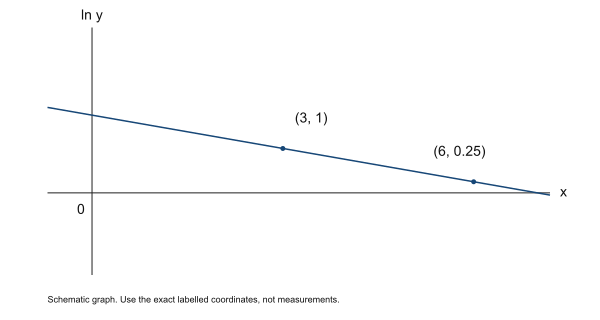 ln y
(3, 1)
(6, 0.25)
x
0
Schematic graph. Use the exact labelled coordinates, not measurements.